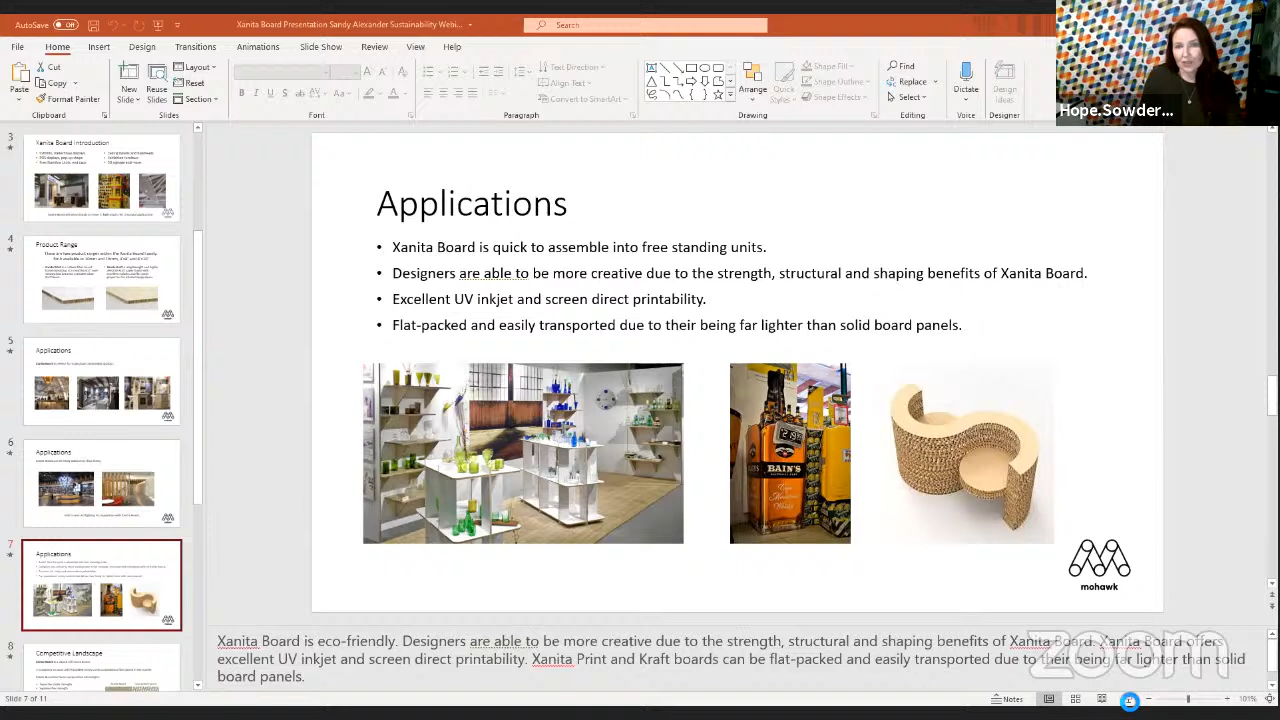 AutoSave Off
Xanita Board Presentation Sandy Alexander Sustainability Webi...
Search
File Home Insert Design Transitions Animations Slide Show Review View Help
Paste
Cut
Copy
Format Painter
Clipboard
New Slide
Reuse Slides
Layout
Reset
Section
Slides
Font
Text Direction
Align Text
Convert to SmartArt
Paragraph
Arrange
Quick Styles
Shape Fill
Shape Outline
Shape Effects
Drawing
Find
Replace
Select
Editing
Dictate
Voice
Design Ideas
Designer
Hope.Sowder...
3
Xanita Board Introduction
4
Product Range
5
Applications
6
Applications
7
Applications
8
Competitive Landscape
Applications
• Xanita Board is quick to assemble into free standing units.
• Designers are able to be more creative due to the strength, structural and shaping benefits of Xanita Board.
• Excellent UV inkjet and screen direct printability.
• Flat-packed and easily transported due to their being far lighter than solid board panels.
BAIN'S
mohawk
Xanita Board is eco-friendly. Designers are able to be more creative due to the strength, structural and shaping benefits of Xanita Board. Xanita Board offers
excellent UV inkjet and screen direct printability. Xanita Print and Kraft boards can be flat-packed and easily transported due to their being far lighter than solid
board panels.
zoom
Slide 7 of 11
Notes
101%